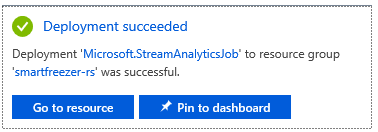 Deployment succeeded
Deployment 'Microsoft.StreamAnalyticsJob' to resource group
'smartfreezer-rs' was successful.
Go to resource
Pin to dashboard